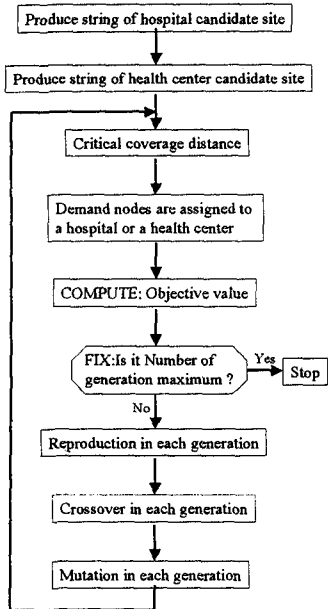 Produce string of hospital candidate site
Produce string of health center candidate site
Critical coverage distance
Demand nodes are assigned to
a hospital or a health center
COMPUTE: Objective value
FIX:Is it Number of
generation maximum ?
Yes
Stop
No
Reproduction in each generation
Crossover in each generation
Mutation in each generation